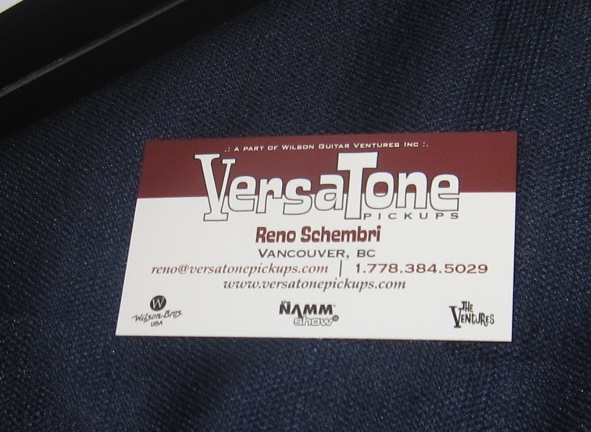 .: A PART OF WILSON GUITAR VENTURES INC :.
VERSATONE
PICKUPS
Reno Schembri
VANCOUVER, BC
reno@versatonepickups.com | 1.778.384.5029
www.versatonepickups.com
W
Wilson Bros.
USA
the
NAMM
show
THE
VENTURES